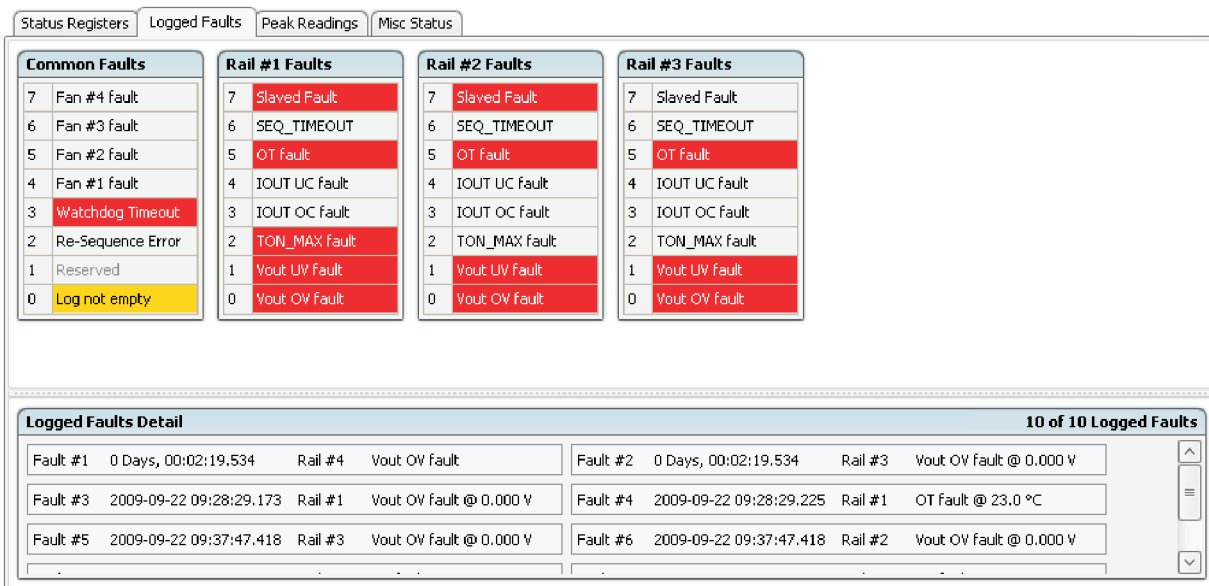 Status Registers Logged Faults Peak Readings Misc Status
Common Faults Rail #1 Faults Rail #2 Faults Rail #3 Faults
7 Fan #4 fault 7 Slaved Fault 7 Slaved Fault 7 Slaved Fault
6 Fan #3 fault 6 SEQ_TIMEOUT 6 SEQ_TIMEOUT 6 SEQ_TIMEOUT
5 Fan #2 fault 5 OT fault 5 OT fault 5 OT fault
4 Fan #1 fault 4 IOUT UC fault 4 IOUT UC fault 4 IOUT UC fault
3 Watchdog Timeout 3 IOUT OC fault 3 IOUT OC fault 3 IOUT OC fault
2 Re-Sequence Error 2 TON_MAX fault 2 TON_MAX fault 2 TON_MAX fault
1 Reserved 1 Vout UV fault 1 Vout UV fault 1 Vout UV fault
0 Log not empty 0 Vout OV fault 0 Vout OV fault 0 Vout OV fault
Logged Faults Detail 10 of 10 Logged Faults
Fault #1 0 Days, 00:02:19.534 Rail #4 Vout OV fault Fault #2 0 Days, 00:02:19.534 Rail #3 Vout OV fault @ 0.000 V
Fault #3 2009-09-22 09:28:29.173 Rail #1 Vout OV fault @ 0.000 V Fault #4 2009-09-22 09:28:29.225 Rail #1 OT fault @ 23.0 °C
Fault #5 2009-09-22 09:37:47.418 Rail #3 Vout OV fault @ 0.000 V Fault #6 2009-09-22 09:37:47.418 Rail #2 Vout OV fault @ 0.000 V